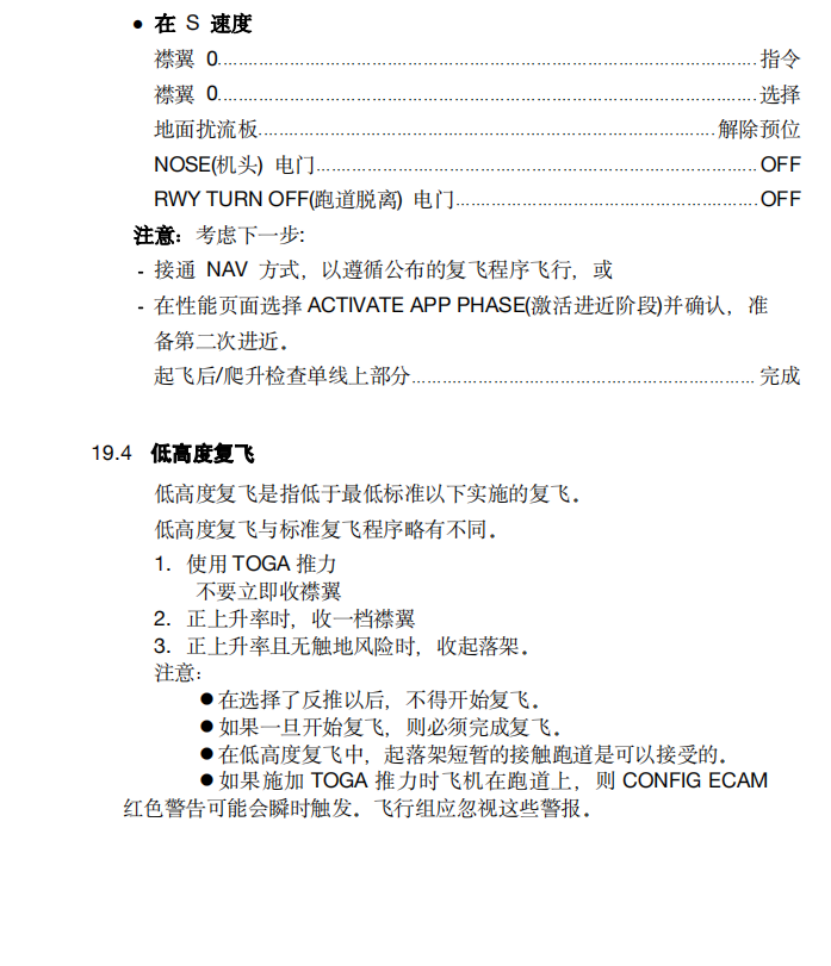 ● 在 S 速度
襟翼 0..........................................................................指令
襟翼 0..........................................................................选择
地面扰流板..............................................................解除预位
NOSE(机头) 电门............................................................OFF
RWY TURN OFF(跑道脱离) 电门..........................................OFF
注意：考虑下一步:
- 接通 NAV 方式，以遵循公布的复飞程序飞行，或
- 在性能页面选择 ACTIVATE APP PHASE(激活进近阶段)并确认，准
备第二次进近。
起飞后/爬升检查单线上部分................................................完成
19.4 低高度复飞
低高度复飞是指低于最低标准以下实施的复飞。
低高度复飞与标准复飞程序略有不同。
1. 使用 TOGA 推力
不要立即收襟翼
2. 正上升率时，收一档襟翼
3. 正上升率且无触地风险时，收起落架。
注意：
●在选择了反推以后，不得开始复飞。
●如果一旦开始复飞，则必须完成复飞。
●在低高度复飞中，起落架短暂的接触跑道是可以接受的。
●如果施加 TOGA 推力时飞机在跑道上，则 CONFIG ECAM
红色警告可能会瞬时触发。飞行组应忽视这些警报。